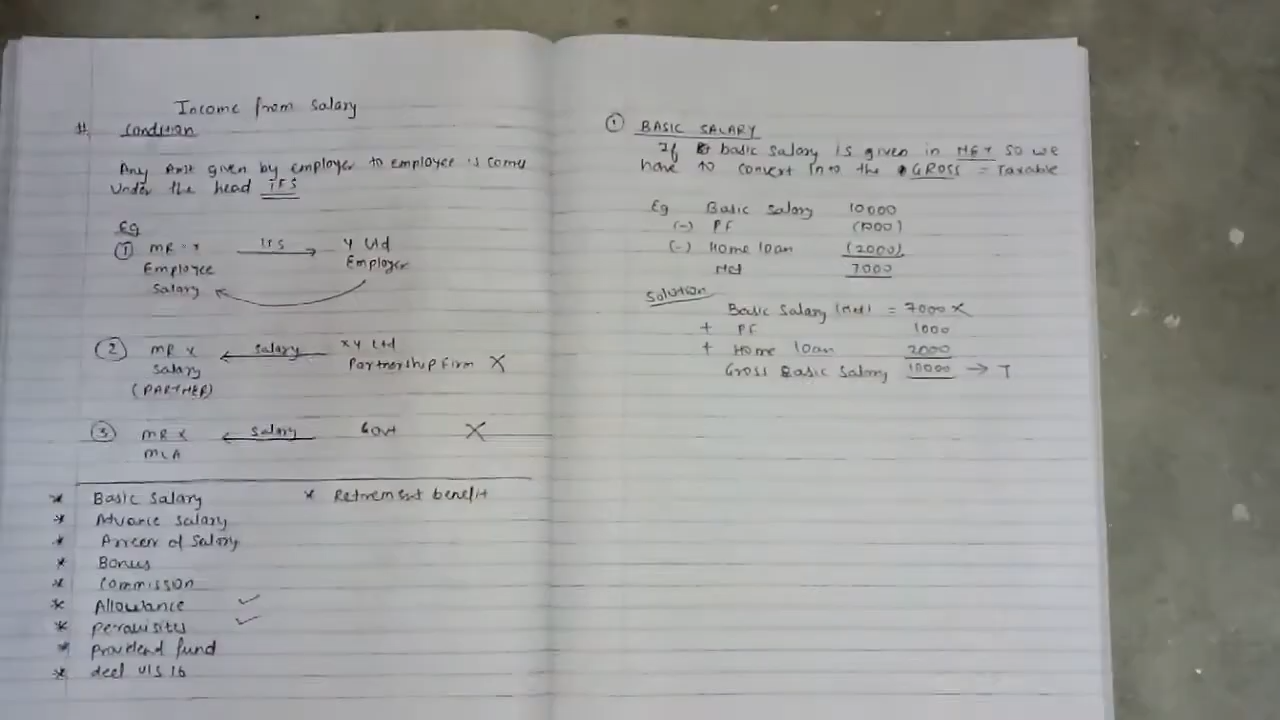 Income from Salary
# Condition
Any Amt given by employer to employee is comes
Under the head IFS
Eg
① MR. X IFS Y Ltd
Employee Employer
Salary
② MR X Salary XY Ltd
Salary Partnership Firm X
(PARTNER)
③ MR X Salary Govt X
MLA
* Basic Salary * Retirement benefit
* Advance Salary
* Arrear of Salary
* Bonus
* Commission
* Allowance ✓
* Perquisites ✓
* Provident fund
* ded U/S 16
① BASIC SALARY
If basic salary is given in NET so we
have to convert into the GROSS = Taxable
Eg Basic Salary 10000
(-) PF (1000)
(-) Home loan (2000)
Net 7000
Solution
Basic Salary (Net) = 7000 X
+ PF 1000
+ Home loan 2000
Gross Basic Salary 10000 → T